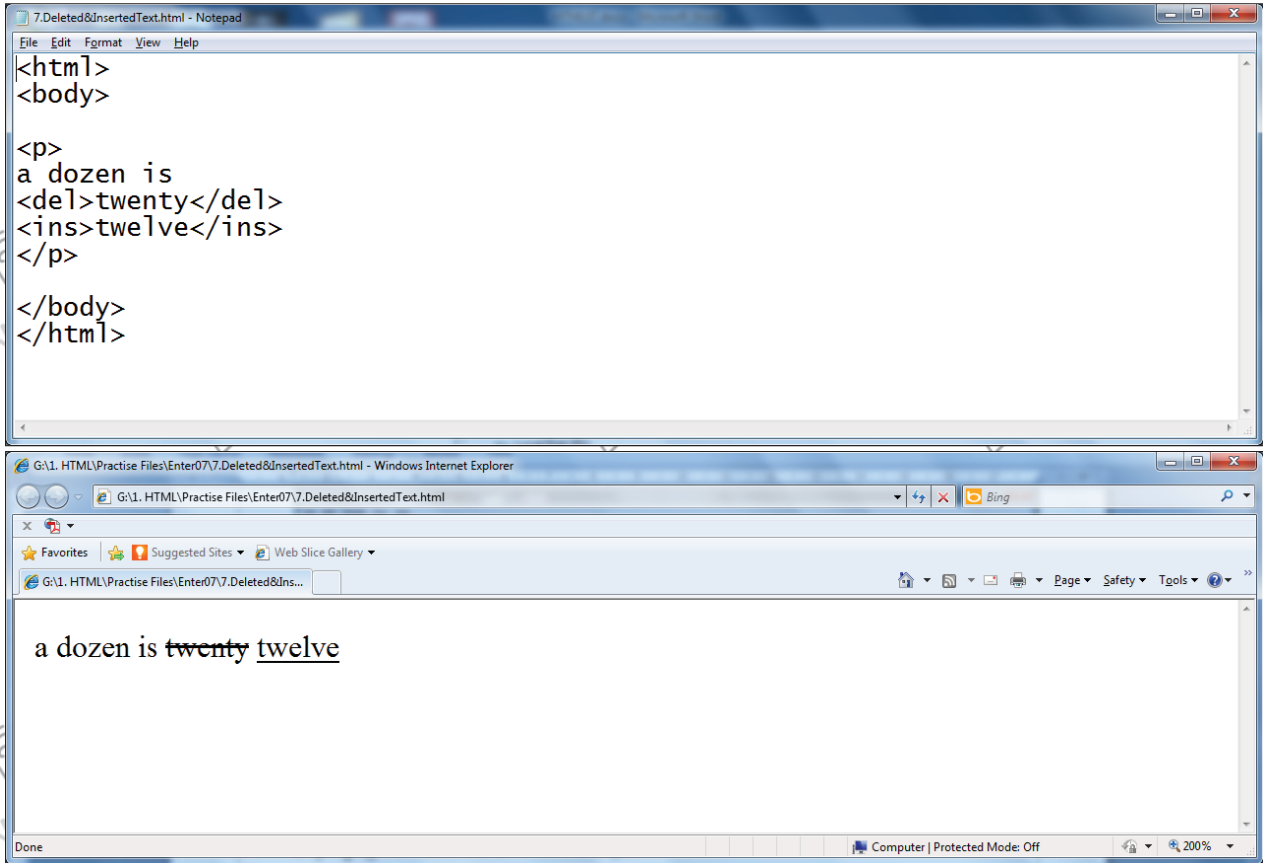 7.Deleted&InsertedText.html - Notepad
File Edit Format View Help
<html>
<body>
<p>
a dozen is
<del>twenty</del>
<ins>twelve</ins>
</p>
</body>
</html>
G:\1. HTML\Practise Files\Enter07\7.Deleted&InsertedText.html - Windows Internet Explorer
G:\1. HTML\Practise Files\Enter07\7.Deleted&InsertedText.html Bing
Favorites Suggested Sites Web Slice Gallery
G:\1. HTML\Practise Files\Enter07\7.Deleted&Ins... Page Safety Tools »
a dozen is twenty twelve
Done Computer | Protected Mode: Off 200%